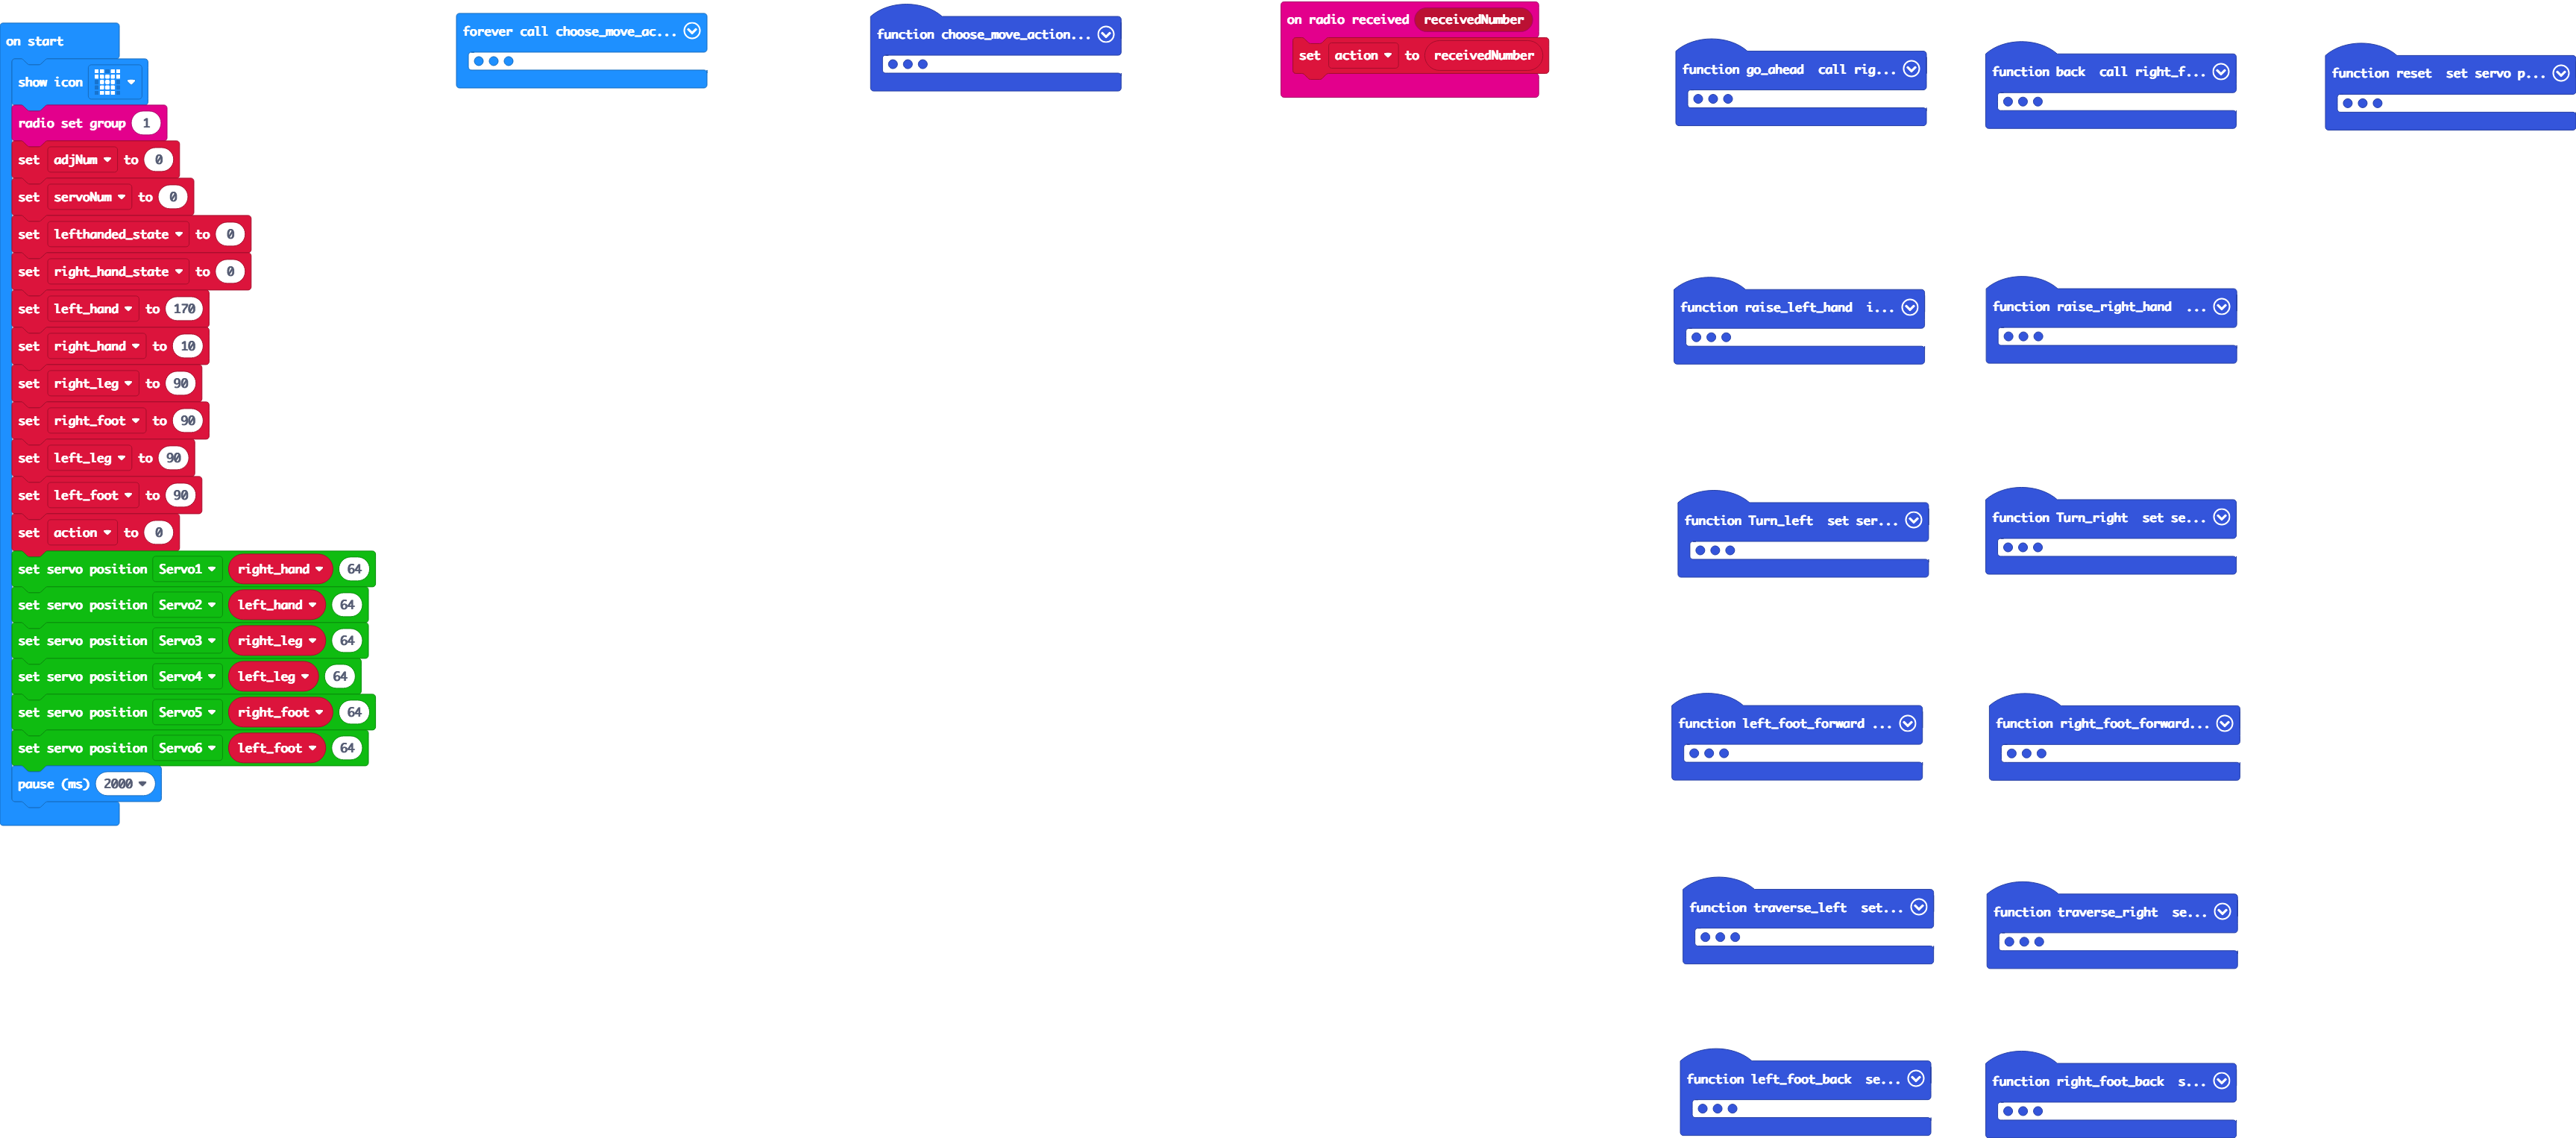 on start
show icon
radio set group 1
set adjNum to 0
set servoNum to 0
set lefthanded_state to 0
set right_hand_state to 0
set left_hand to 170
set right_hand to 10
set right_leg to 90
set right_foot to 90
set left_leg to 90
set left_foot to 90
set action to 0
set servo position Servo1 right_hand 64
set servo position Servo2 left_hand 64
set servo position Servo3 right_leg 64
set servo position Servo4 left_leg 64
set servo position Servo5 right_foot 64
set servo position Servo6 left_foot 64
pause (ms) 2000
forever call choose_move_ac...
function choose_move_action...
on radio received receivedNumber
set action to receivedNumber
function go_ahead call rig...
function back call right_f...
function reset set servo p...
function raise_left_hand i...
function raise_right_hand ...
function Turn_left set ser...
function Turn_right set se...
function left_foot_forward ...
function right_foot_forward...
function traverse_left set...
function traverse_right se...
function left_foot_back se...
function right_foot_back s...